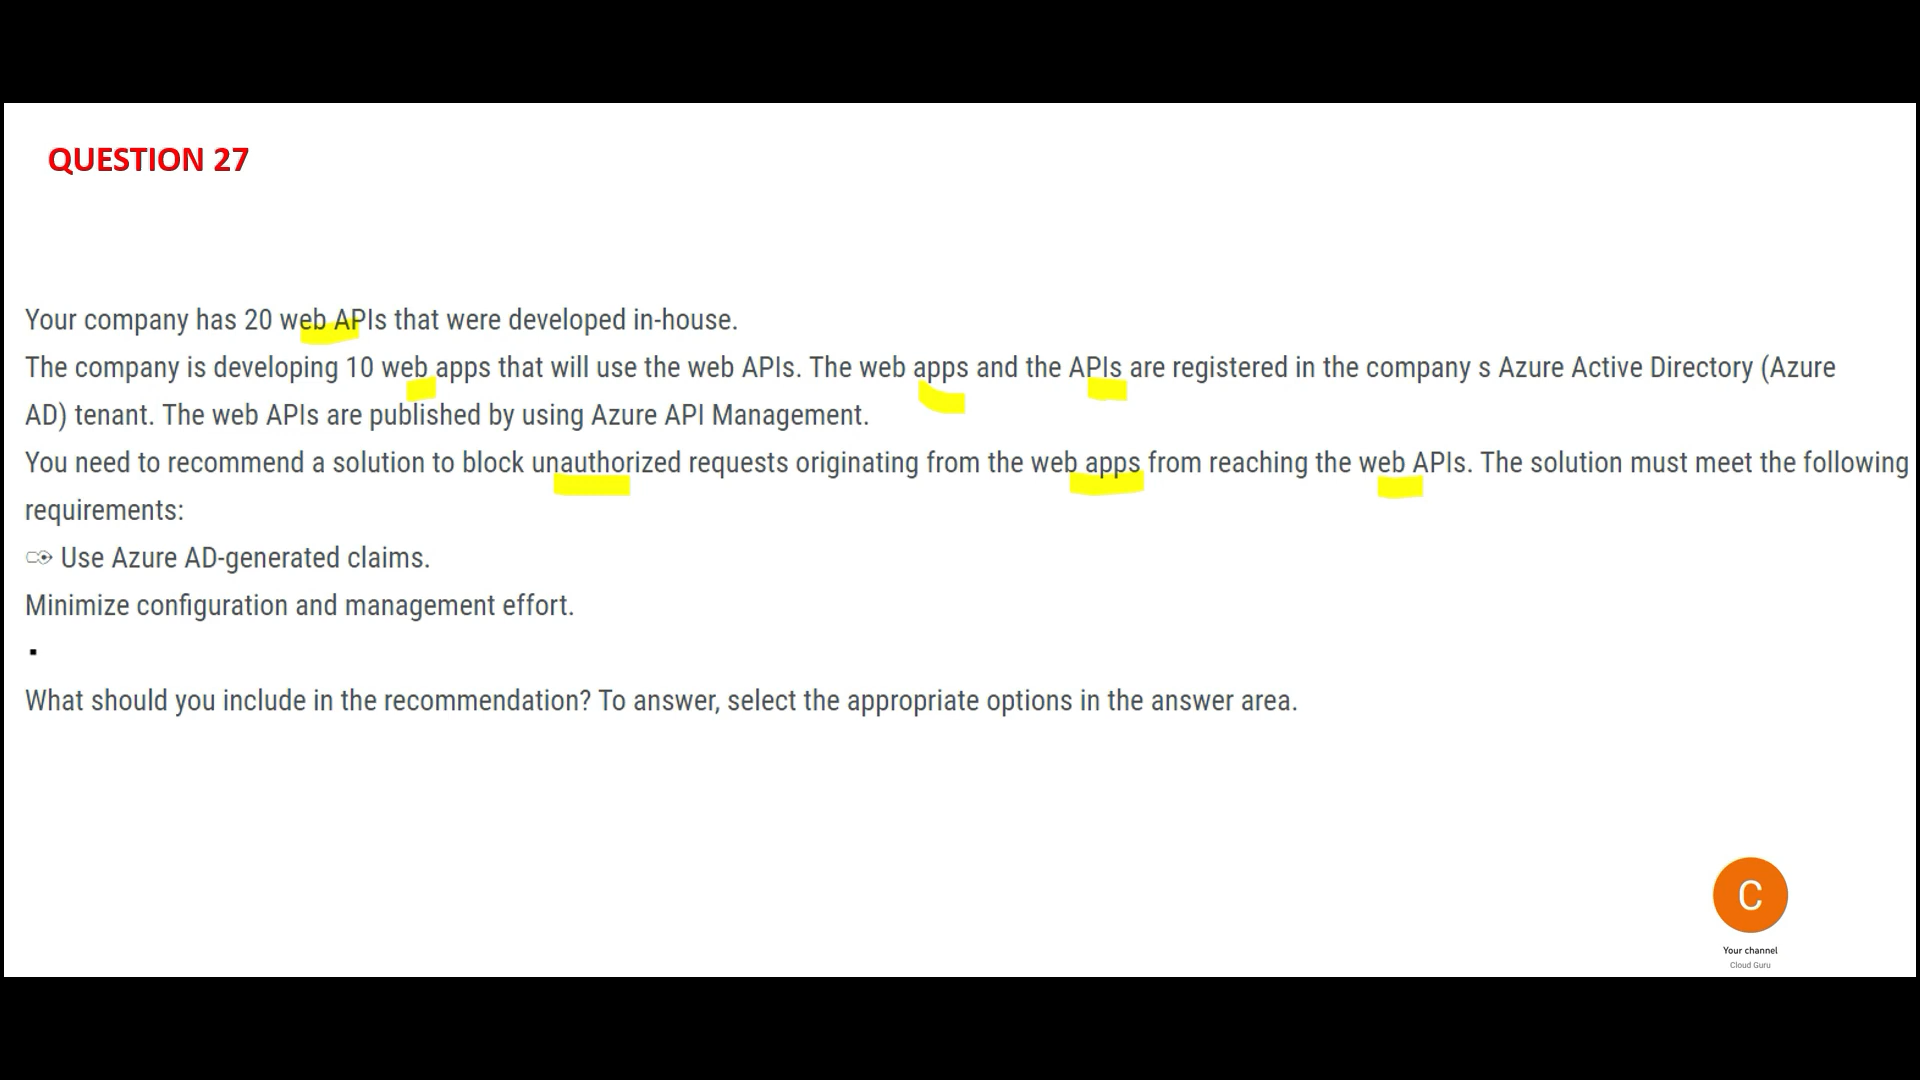 QUESTION 27
Your company has 20 web APIs that were developed in-house.
The company is developing 10 web apps that will use the web APIs. The web apps and the APIs are registered in the company s Azure Active Directory (Azure
AD) tenant. The web APIs are published by using Azure API Management.
You need to recommend a solution to block unauthorized requests originating from the web apps from reaching the web APIs. The solution must meet the following
requirements:
Use Azure AD-generated claims.
Minimize configuration and management effort.
What should you include in the recommendation? To answer, select the appropriate options in the answer area.
C
Your channel
Cloud Guru